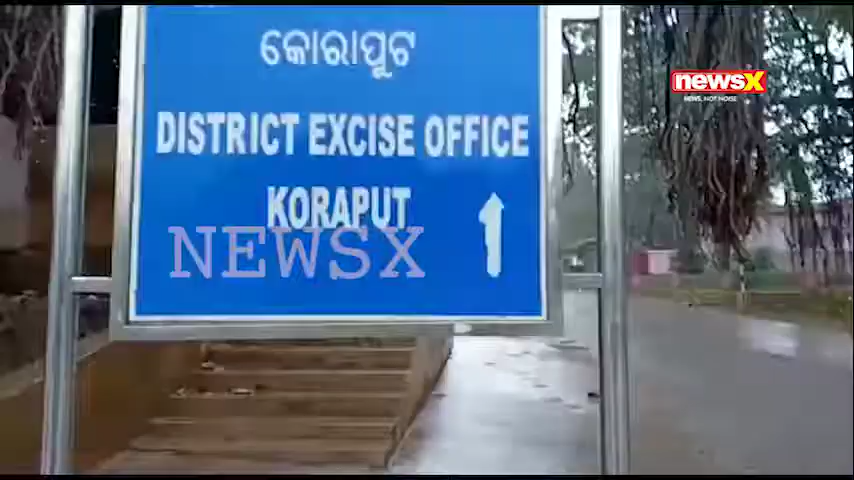 କୋରାପୁଟ
DISTRICT EXCISE OFFICE
KORAPUT
NEWSX
newsX
NEWS, NOT NOISE